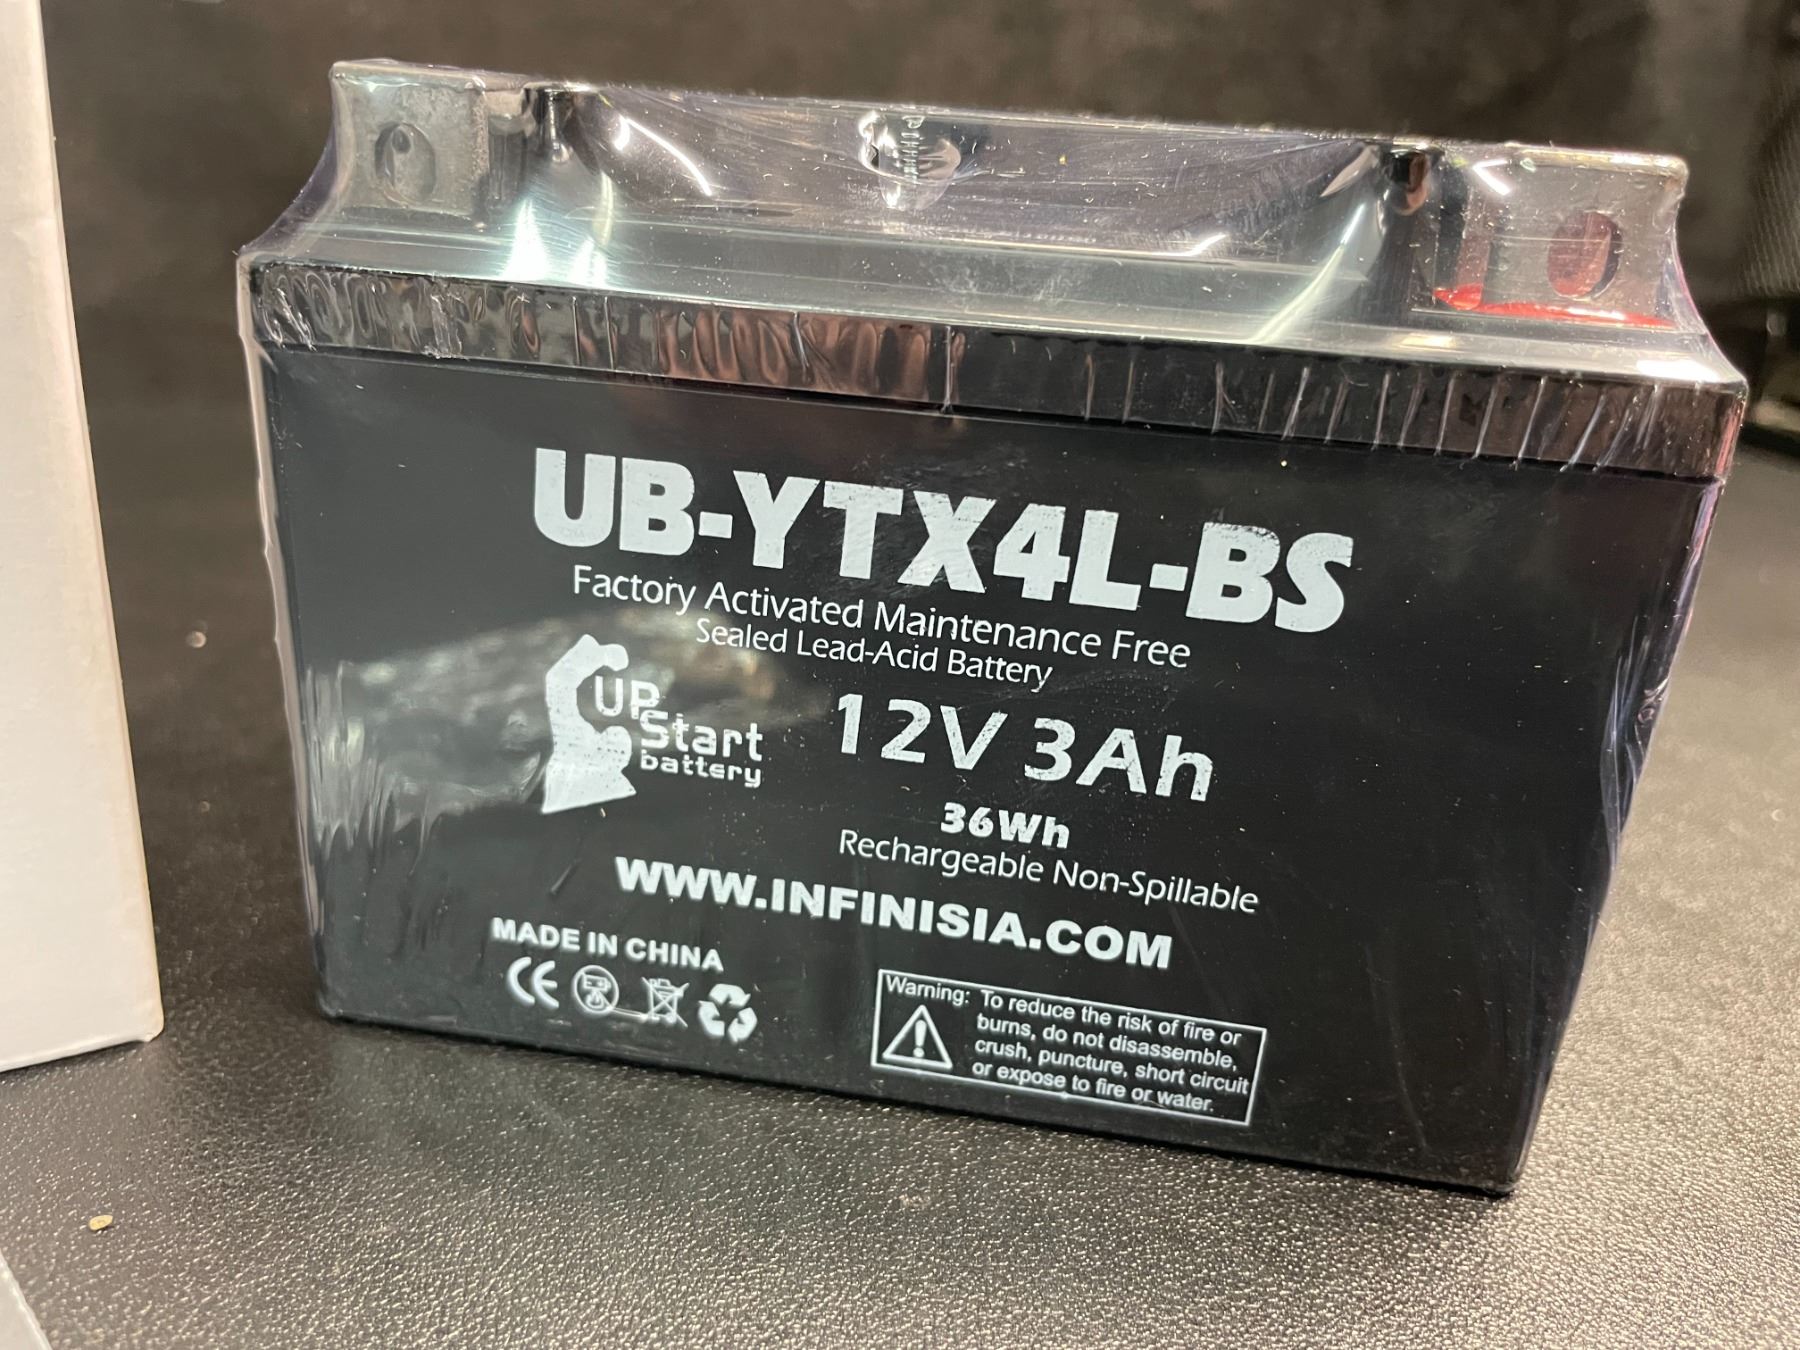 UB-YTX4L-BS
Factory Activated Maintenance Free
Sealed Lead-Acid Battery
UP
Start
battery
12V 3Ah
36Wh
Rechargeable Non-Spillable
WWW.INFINISIA.COM
MADE IN CHINA
CE
Warning: To reduce the risk of fire or
burns, do not disassemble,
crush, puncture, short circuit
or expose to fire or water.